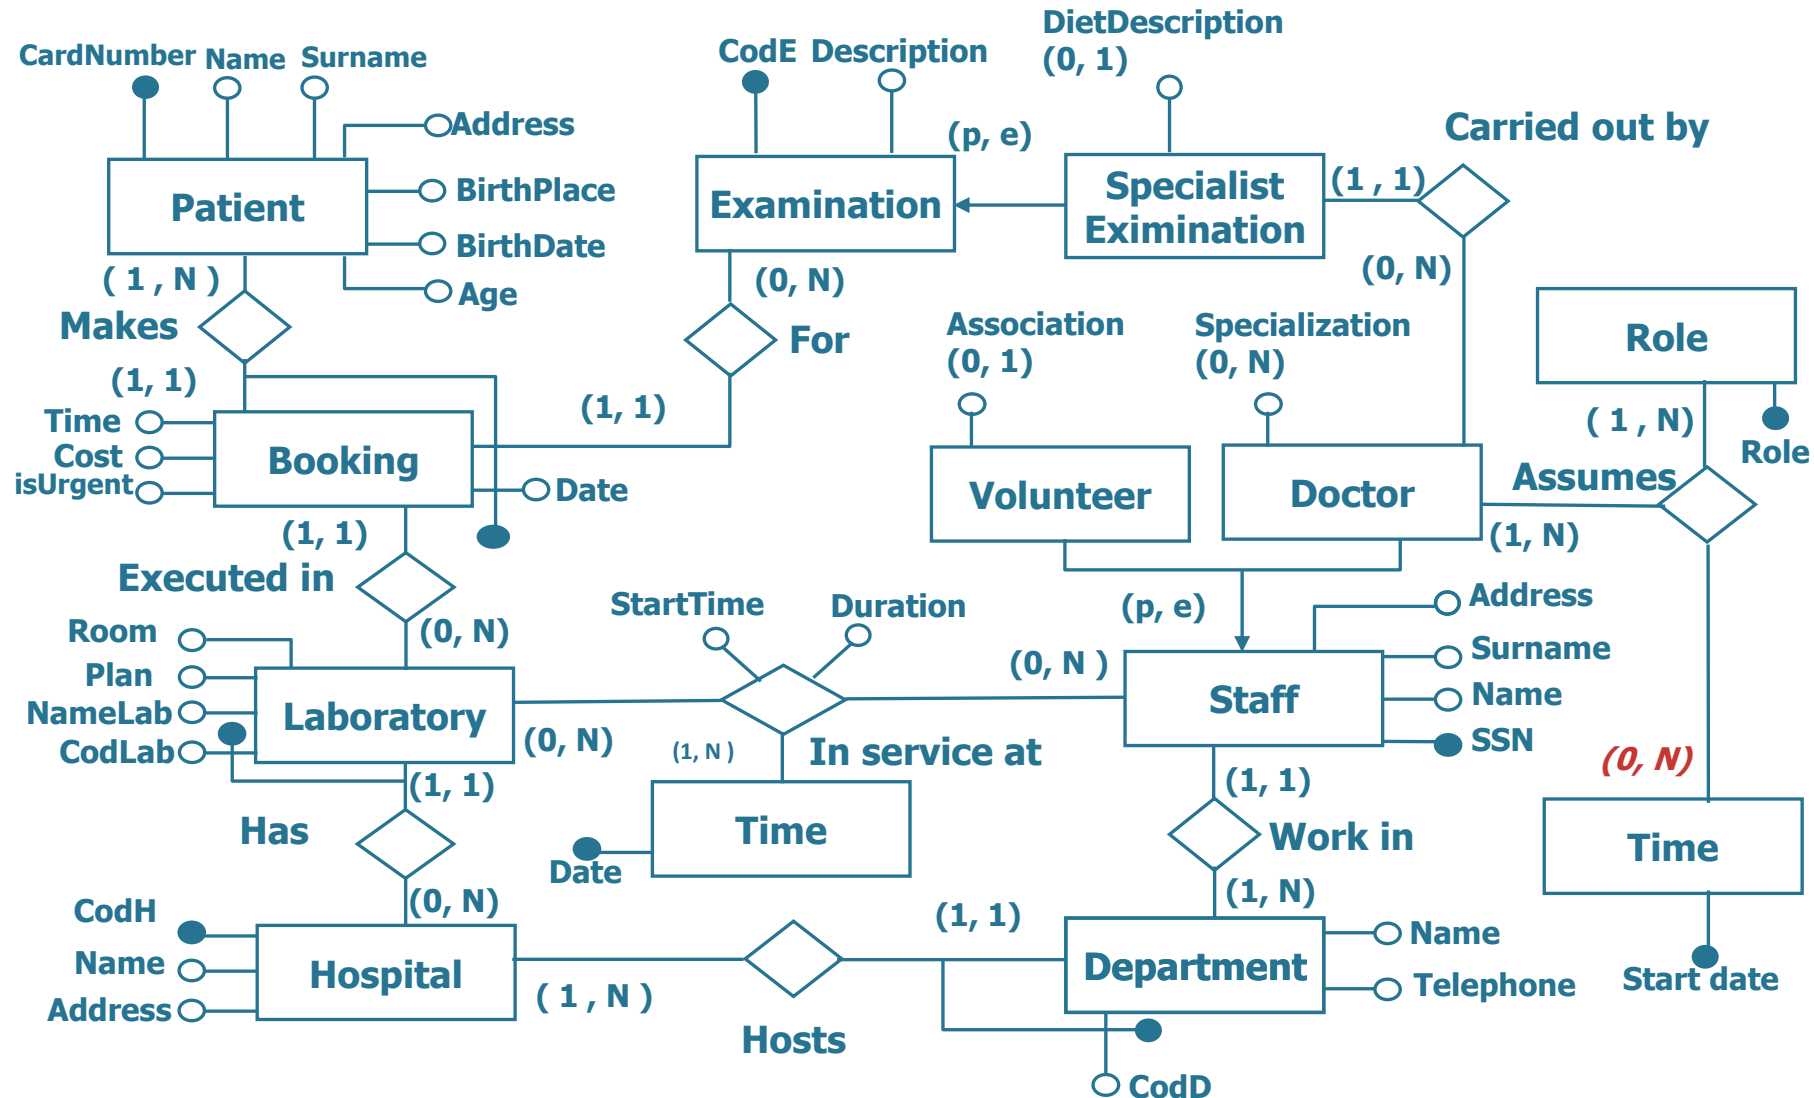 DietDescription
(0, 1)
CardNumber
Name
Surname
CodE
Description
Carried out by
Address
(p, e)
Patient
BirthPlace
BirthDate
Age
Examination
Specialist
Eximination
(1 , 1)
( 1 , N )
(0, N)
(0, N)
Makes
For
Association
(0, 1)
Specialization
(0, N)
Role
(1, 1)
(1, 1)
( 1 , N)
Role
Time
Cost
isUrgent
Booking
Date
Volunteer
Doctor
Assumes
(1, N)
(1, 1)
Executed in
(0, N)
StartTime
Duration
(p, e)
Address
Surname
Name
SSN
Room
Plan
NameLab
CodLab
Laboratory
(0, N)
(0, N )
Staff
(1, N )
In service at
(1, 1)
Has
(1, 1)
Work in
(0, N)
Time
Date
Time
Start date
(0, N)
(1, N)
CodH
Name
Address
Hospital
( 1 , N )
(1, 1)
Hosts
Department
Name
Telephone
CodD